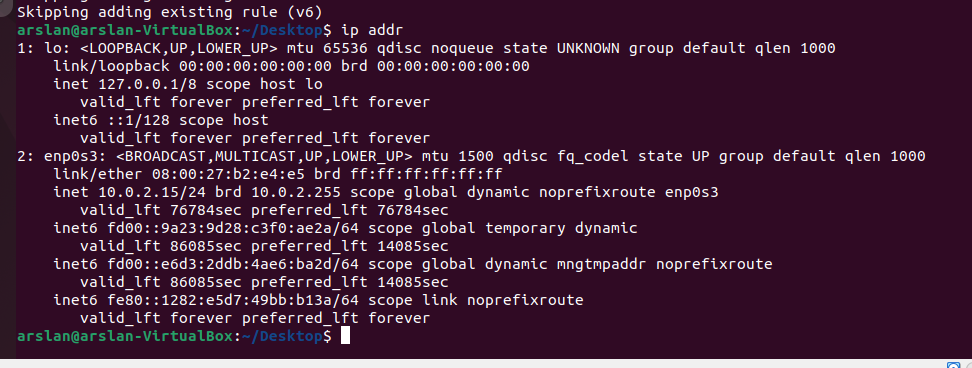 Skipping adding existing rule (v6)
arslan@arslan-VirtualBox:~/Desktop$ ip addr
1: lo: <LOOPBACK,UP,LOWER_UP> mtu 65536 qdisc noqueue state UNKNOWN group default qlen 1000
    link/loopback 00:00:00:00:00:00 brd 00:00:00:00:00:00
    inet 127.0.0.1/8 scope host lo
       valid_lft forever preferred_lft forever
    inet6 ::1/128 scope host
       valid_lft forever preferred_lft forever
2: enp0s3: <BROADCAST,MULTICAST,UP,LOWER_UP> mtu 1500 qdisc fq_codel state UP group default qlen 1000
    link/ether 08:00:27:b2:e4:e5 brd ff:ff:ff:ff:ff:ff
    inet 10.0.2.15/24 brd 10.0.2.255 scope global dynamic noprefixroute enp0s3
       valid_lft 76784sec preferred_lft 76784sec
    inet6 fd00::9a23:9d28:c3f0:ae2a/64 scope global temporary dynamic
       valid_lft 86085sec preferred_lft 14085sec
    inet6 fd00::e6d3:2ddb:4ae6:ba2d/64 scope global dynamic mngtmpaddr noprefixroute
       valid_lft 86085sec preferred_lft 14085sec
    inet6 fe80::1282:e5d7:49bb:b13a/64 scope link noprefixroute
       valid_lft forever preferred_lft forever
arslan@arslan-VirtualBox:~/Desktop$